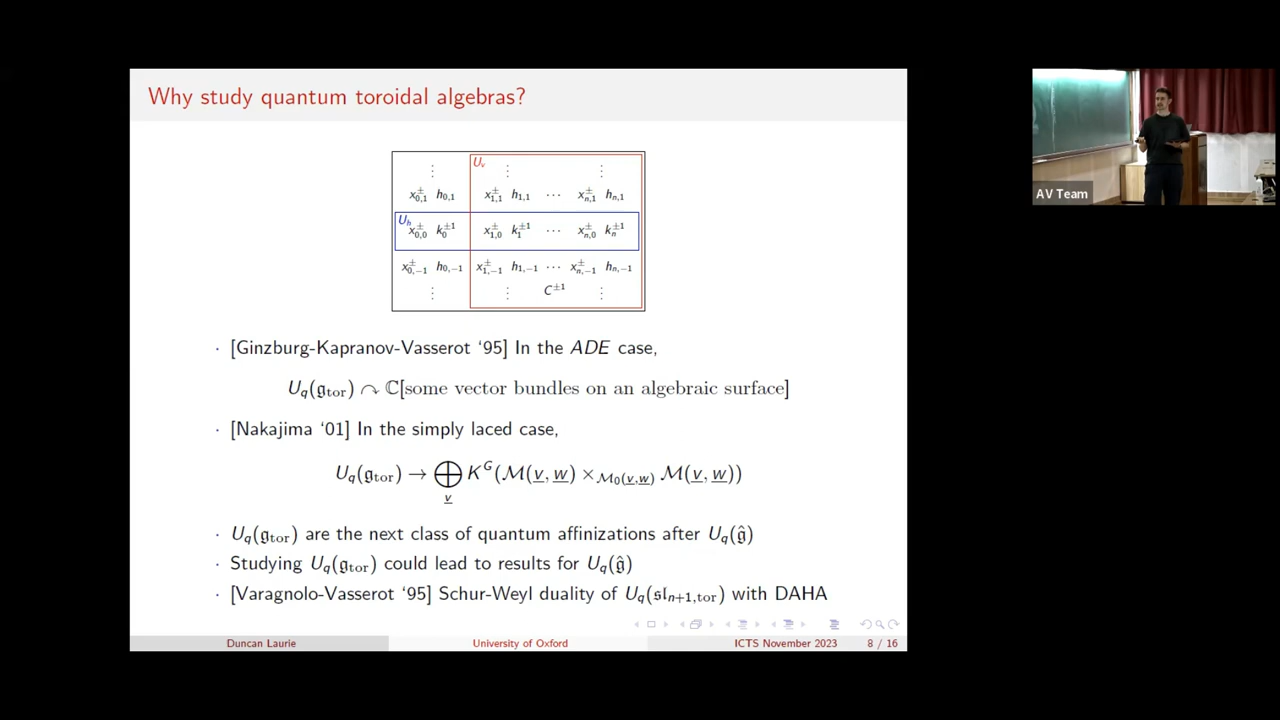 Why study quantum toroidal algebras?
⋮ U_v ⋮ ⋮
x^±_{0,1} h_{0,1} x^±_{1,1} h_{1,1} ⋯ x^±_{n,1} h_{n,1}
U_h
x^±_{0,0} k^{±1}_0 x^±_{1,0} k^{±1}_1 ⋯ x^±_{n,0} k^{±1}_n
x^±_{0,−1} h_{0,−1} x^±_{1,−1} h_{1,−1} ⋯ x^±_{n,−1} h_{n,−1}
⋮ ⋮ C^{±1} ⋮
· [Ginzburg-Kapranov-Vasserot ‘95] In the ADE case,
U_q(𝔤_tor) ↷ ℂ[some vector bundles on an algebraic surface]
· [Nakajima ‘01] In the simply laced case,
U_q(𝔤_tor) → ⊕_v K^G(ℳ(v, w) ×_{ℳ_0(v,w)} ℳ(v, w))
· U_q(𝔤_tor) are the next class of quantum affinizations after U_q(𝔤̂)
· Studying U_q(𝔤_tor) could lead to results for U_q(𝔤̂)
· [Varagnolo-Vasserot ‘95] Schur-Weyl duality of U_q(𝔰𝔩_{n+1,tor}) with DAHA
Duncan Laurie University of Oxford ICTS November 2023 8 / 16
AV Team